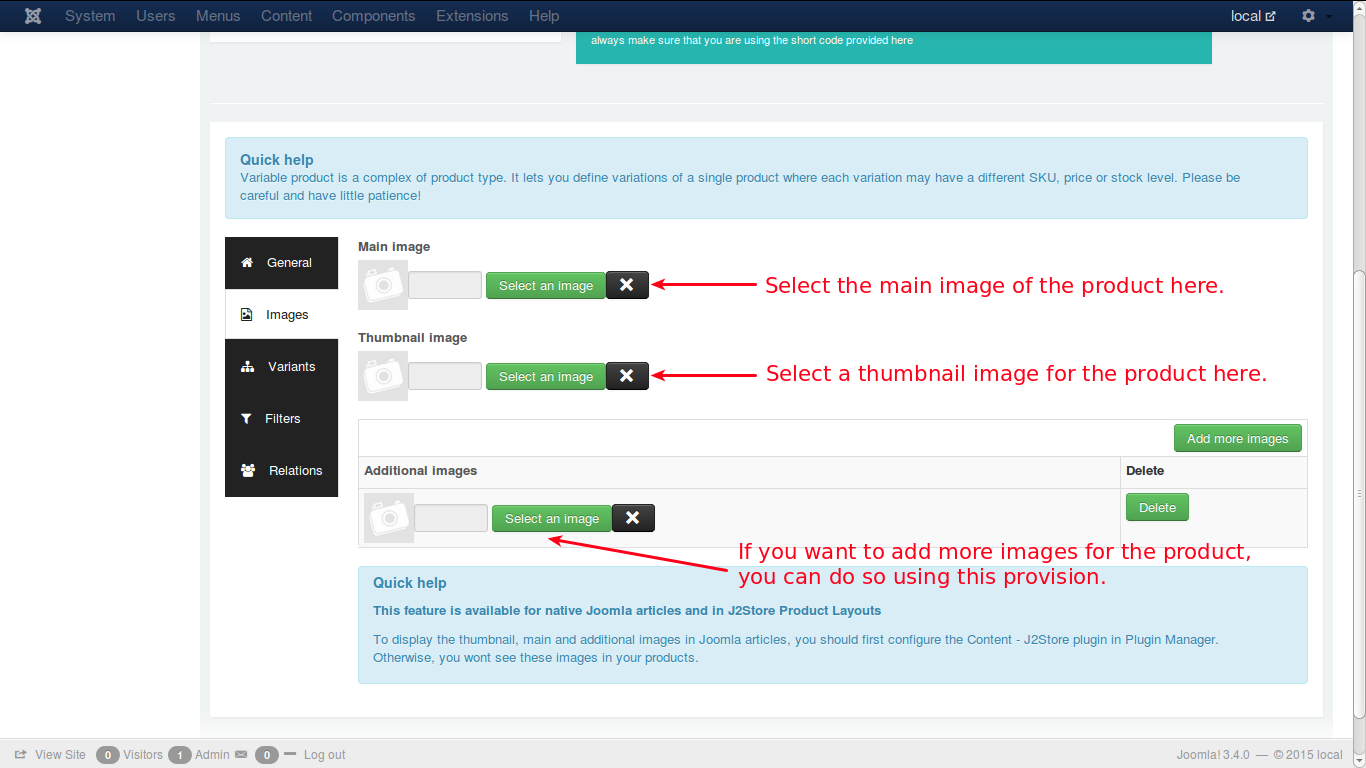 System Users Menus Content Components Extensions Help local
always make sure that you are using the short code provided here
Quick help
Variable product is a complex of product type. It lets you define variations of a single product where each variation may have a different SKU, price or stock level. Please be
careful and have little patience!
General
Images
Variants
Filters
Relations
Main image
Select an image
Select the main image of the product here.
Thumbnail image
Select an image
Select a thumbnail image for the product here.
Add more images
Additional images Delete
Select an image Delete
If you want to add more images for the product,
you can do so using this provision.
Quick help
This feature is available for native Joomla articles and in J2Store Product Layouts
To display the thumbnail, main and additional images in Joomla articles, you should first configure the Content - J2Store plugin in Plugin Manager.
Otherwise, you wont see these images in your products.
View Site 0 Visitors 1 Admin 0 Log out Joomla! 3.4.0 — © 2015 local